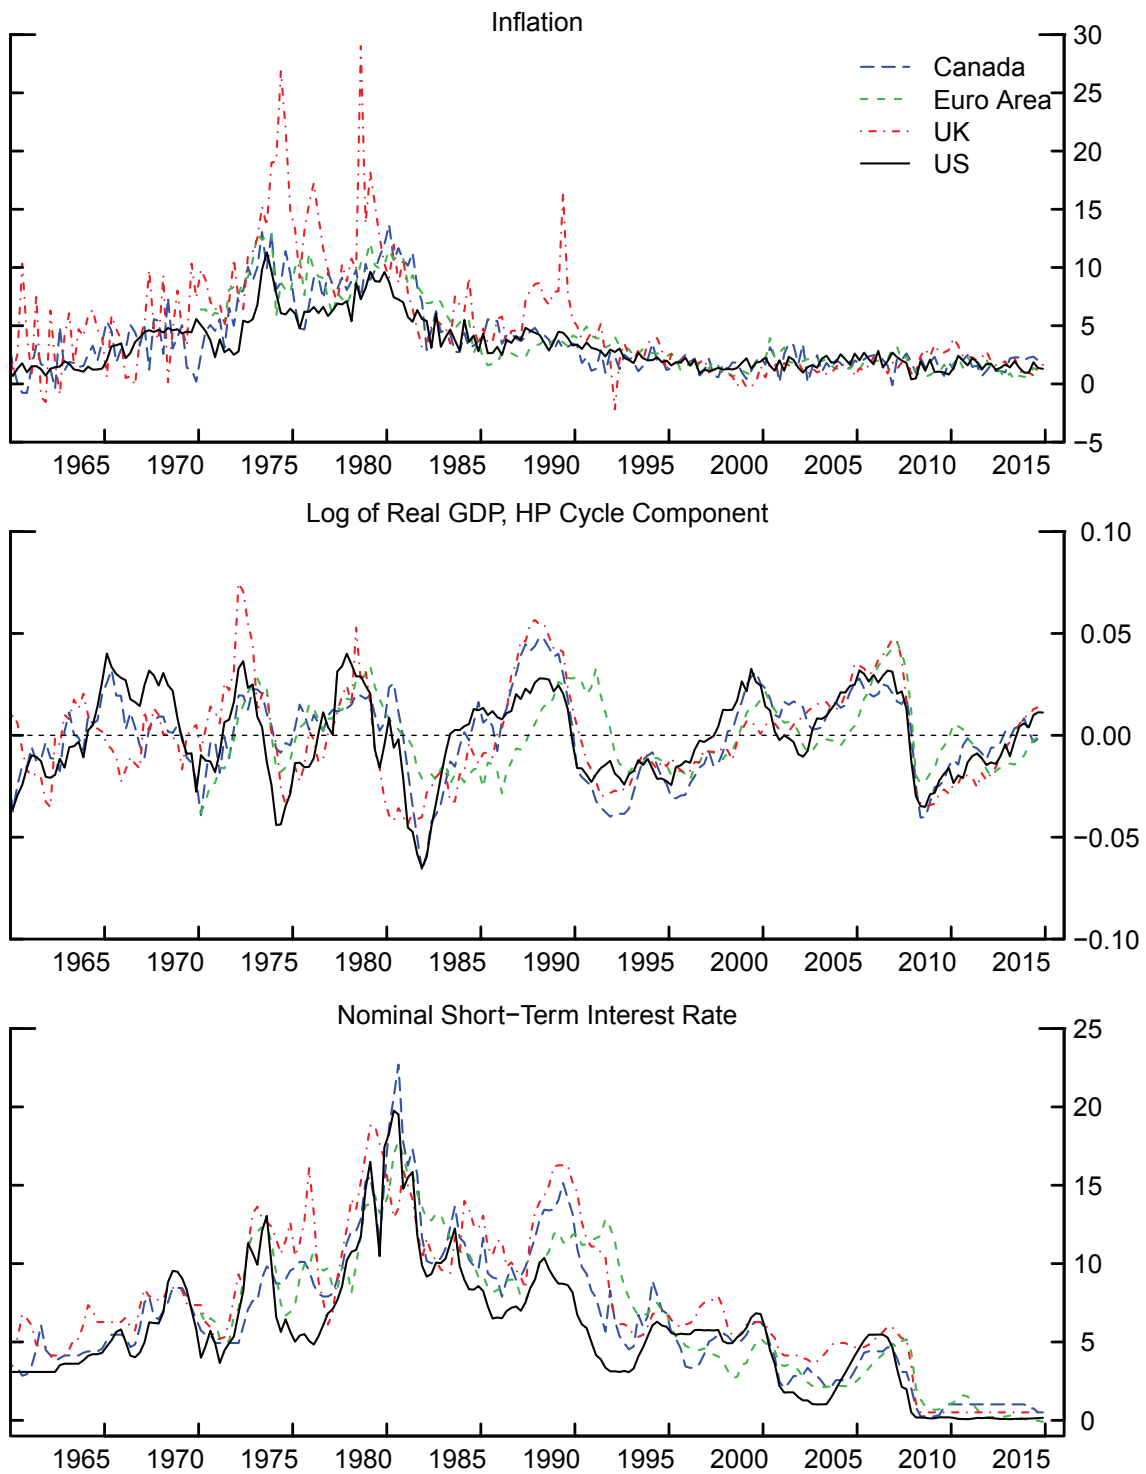 Inflation
30
25
20
15
10
5
0
−5
Canada
Euro Area
UK
US
1965 1970 1975 1980 1985 1990 1995 2000 2005 2010 2015
Log of Real GDP, HP Cycle Component
0.10
0.05
0.00
−0.05
−0.10
1965 1970 1975 1980 1985 1990 1995 2000 2005 2010 2015
Nominal Short−Term Interest Rate
25
20
15
10
5
0
1965 1970 1975 1980 1985 1990 1995 2000 2005 2010 2015